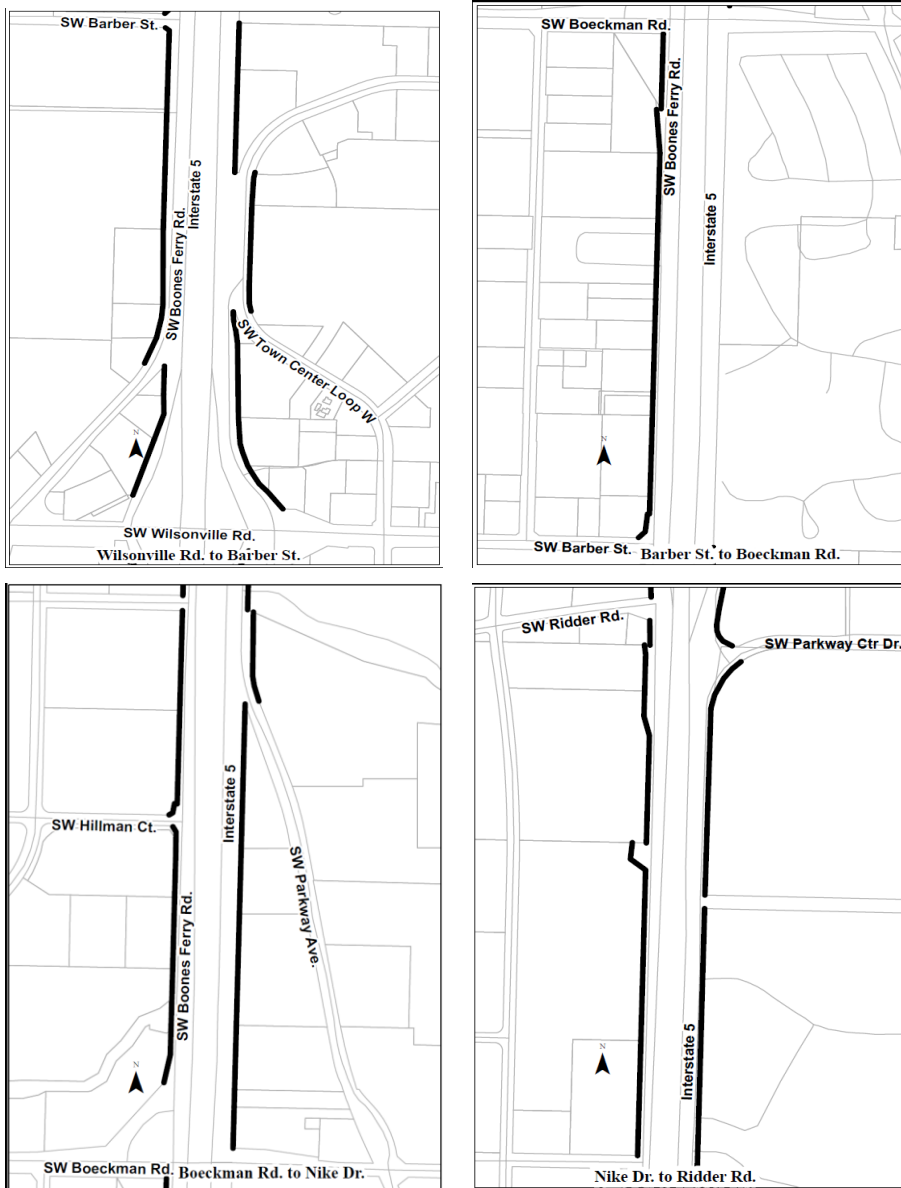 SW Barber St.
SW Boones Ferry Rd.
Interstate 5
SW Town Center Loop W
N
SW Wilsonville Rd.
Wilsonville Rd. to Barber St.
SW Boeckman Rd.
SW Boones Ferry Rd.
Interstate 5
N
SW Barber St.
Barber St. to Boeckman Rd.
Interstate 5
SW Hillman Ct.
SW Parkway Ave.
SW Boones Ferry Rd.
N
SW Boeckman Rd.
Boeckman Rd. to Nike Dr.
SW Ridder Rd.
SW Parkway Ctr Dr.
Interstate 5
N
Nike Dr. to Ridder Rd.